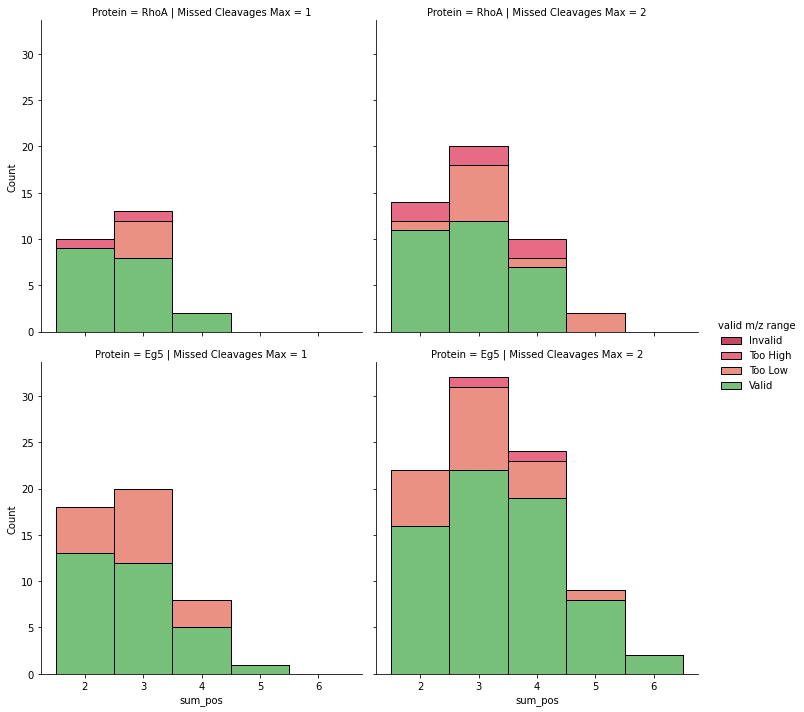 Protein = RhoA | Missed Cleavages Max = 1
Protein = RhoA | Missed Cleavages Max = 2
30
25
20
15
10
5
0
Count
valid m/z range
Invalid
Too High
Too Low
Valid
Protein = Eg5 | Missed Cleavages Max = 1
Protein = Eg5 | Missed Cleavages Max = 2
30
25
20
15
10
5
0
Count
2 3 4 5 6
2 3 4 5 6
sum_pos
sum_pos